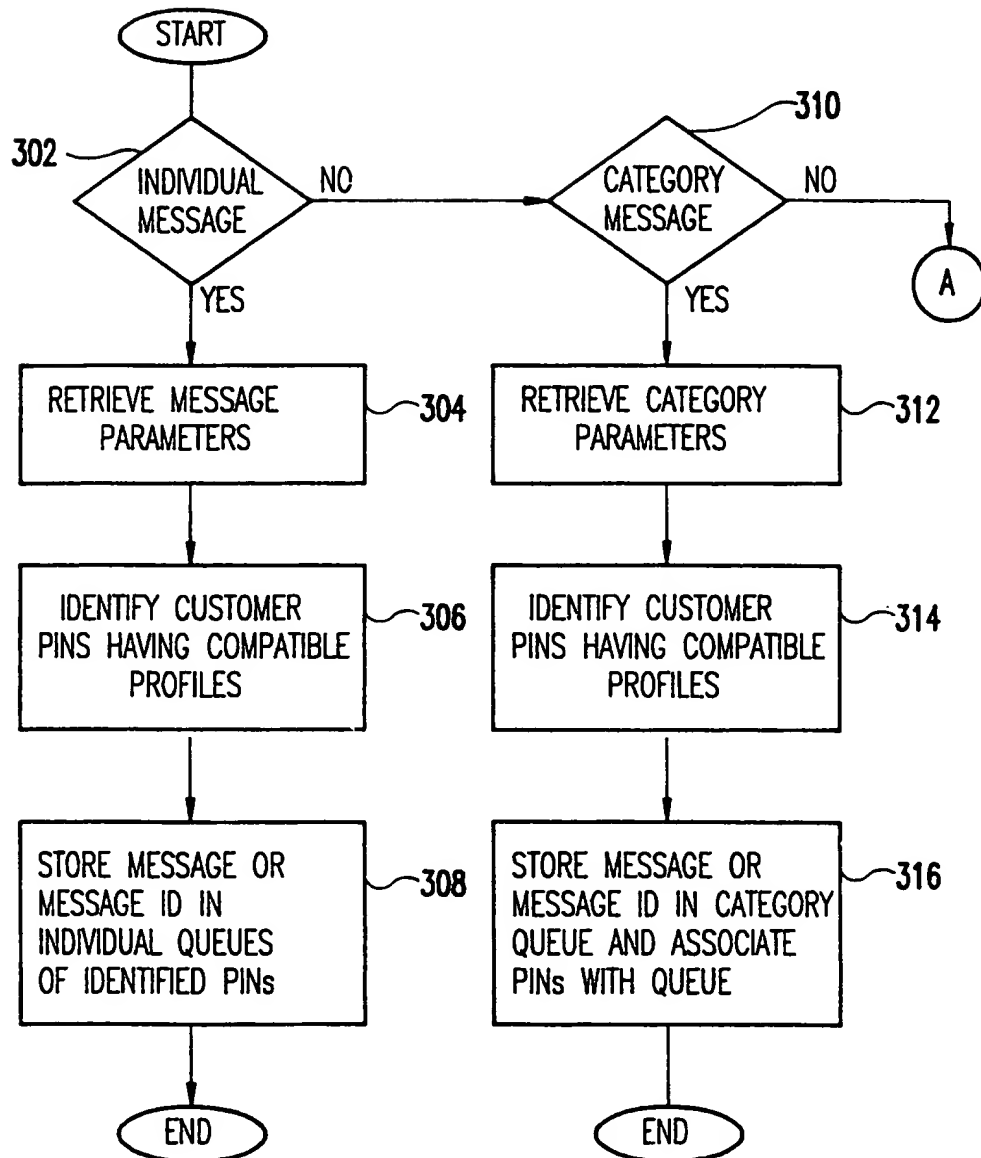 START
302
INDIVIDUAL
MESSAGE
NO
YES
310
CATEGORY
MESSAGE
NO
YES
A
RETRIEVE MESSAGE
PARAMETERS
304
RETRIEVE CATEGORY
PARAMETERS
312
IDENTIFY CUSTOMER
PINS HAVING COMPATIBLE
PROFILES
306
IDENTIFY CUSTOMER
PINS HAVING COMPATIBLE
PROFILES
314
STORE MESSAGE OR
MESSAGE ID IN
INDIVIDUAL QUEUES
OF IDENTIFIED PINs
308
STORE MESSAGE OR
MESSAGE ID IN CATEGORY
QUEUE AND ASSOCIATE
PINs WITH QUEUE
316
END
END